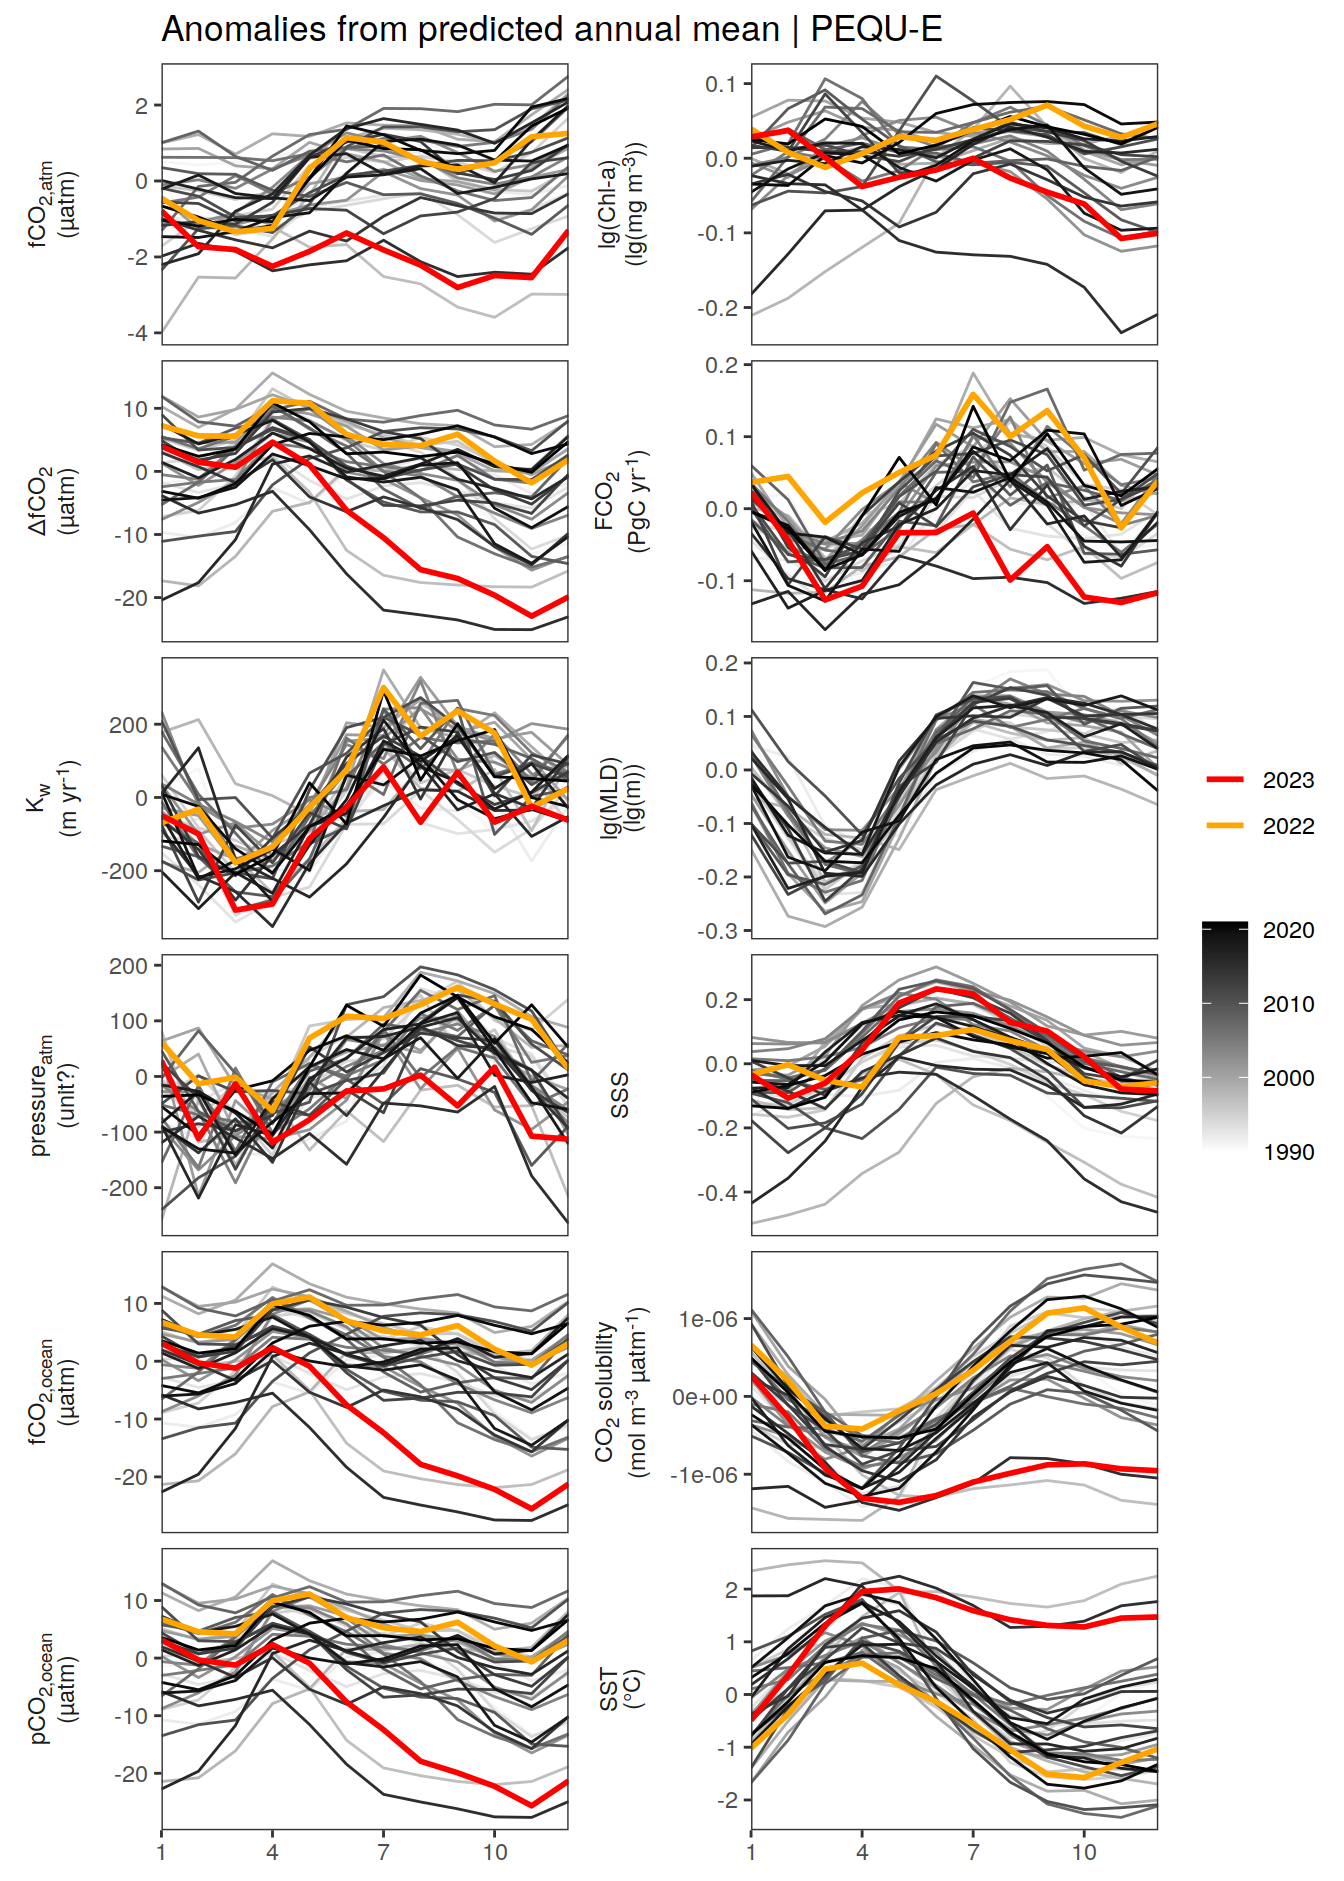 Anomalies from predicted annual mean | PEQU-E
fCO2,atm
(µatm)
2
0
-2
-4
lg(Chl-a)
(lg(mg m-3))
0.1
0.0
-0.1
-0.2
ΔfCO2
(µatm)
10
0
-10
-20
FCO2
(PgC yr-1)
0.2
0.1
0.0
-0.1
Kw
(m yr-1)
200
0
-200
lg(MLD)
(lg(m))
0.2
0.1
0.0
-0.1
-0.2
-0.3
2023
2022
2020
2010
2000
1990
pressureatm
(unit?)
200
100
0
-100
-200
SSS
0.2
0.0
-0.2
-0.4
fCO2,ocean
(µatm)
10
0
-10
-20
CO2 solubility
(mol m-3 µatm-1)
1e-06
0e+00
-1e-06
pCO2,ocean
(µatm)
10
0
-10
-20
SST
(°C)
2
1
0
-1
-2
1 4 7 10
1 4 7 10